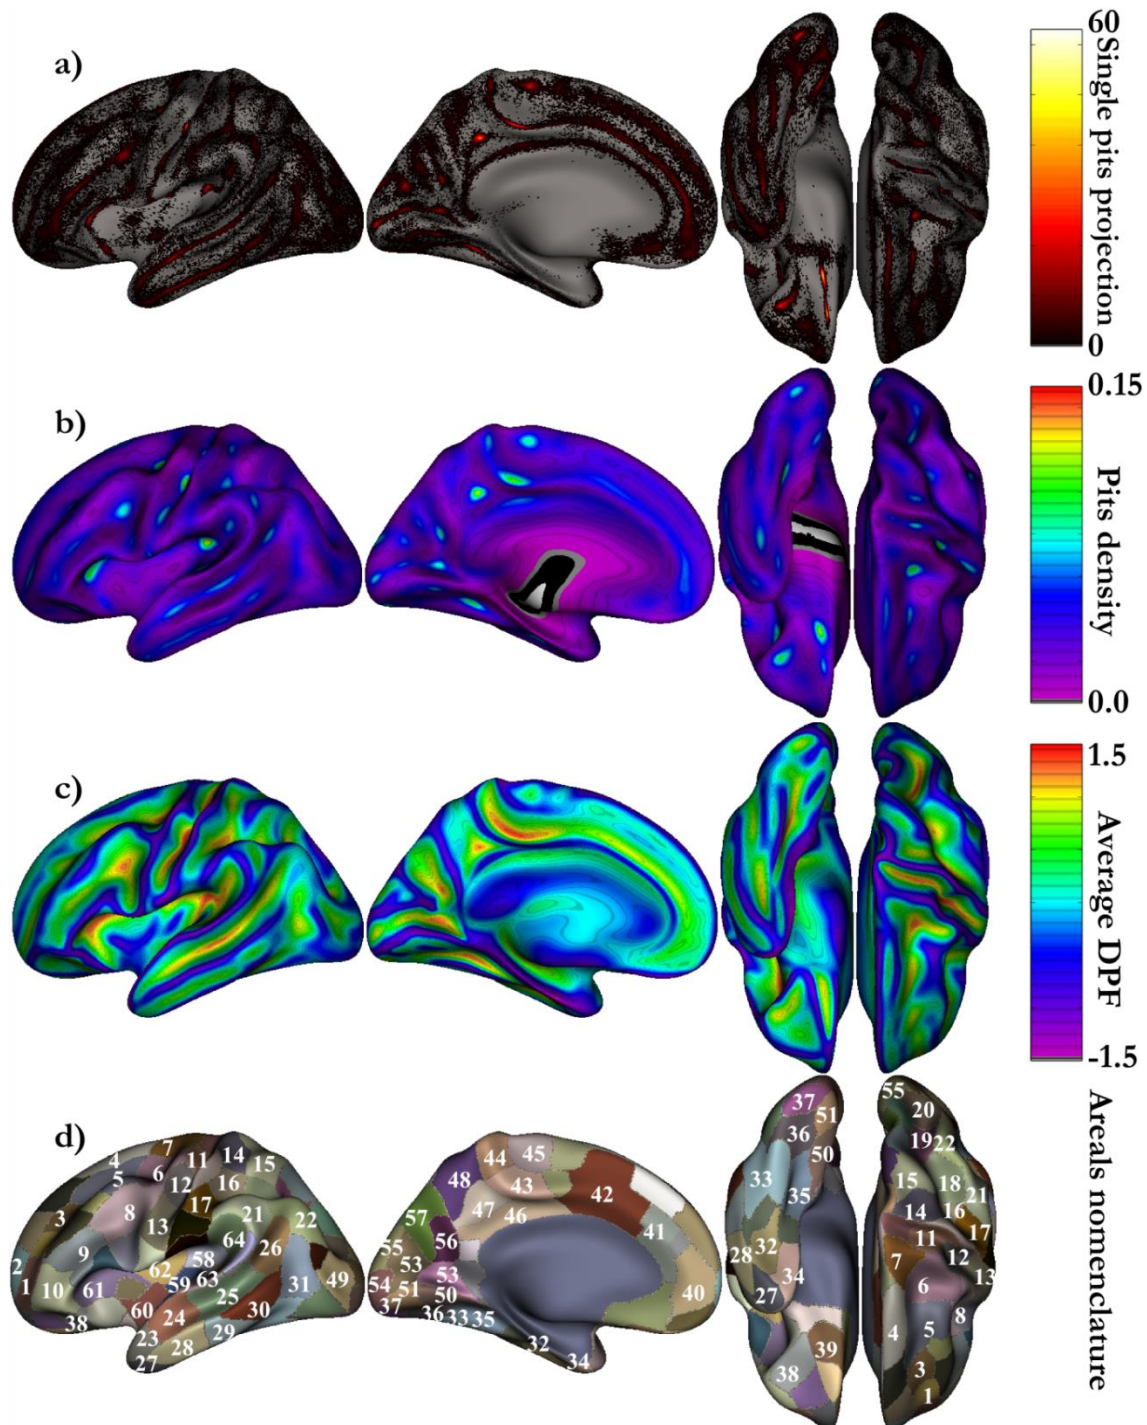 a)
60
Single pits projection
0
b)
0.15
Pits density
0.0
c)
1.5
Average DPF
-1.5
d)
Areals nomenclature
4 7 11 14 15
5 6 12 16
3 8 13 17 21 22
2 9 62 58 64 26
1 10 61 59 63 31 49
60 24 25 30
38 23 28 29
27
44 45
48 43 42
57 47 46
55 56 41
53 53
54 51 50 40
37 36 33 35
32
34
37
51
36
33 50
35
28 32
34
27
39
38
55
20
19 22
15 18
21
14 16
17
11
7 12
13
6
8
4 5
3
1